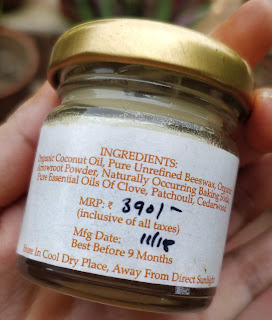 INGREDIENTS:
Organic Coconut Oil, Pure Unrefined Beeswax, Organic
Arrowroot Powder, Naturally Occurring Baking Soda,
Pure Essential Oils Of Clove, Patchouli, Cedarwood
MRP: ₹ 390/-
(inclusive of all taxes)
Mfg Date: 11/18
Best Before 9 Months
In Cool Dry Place, Away From Direct Sunlight